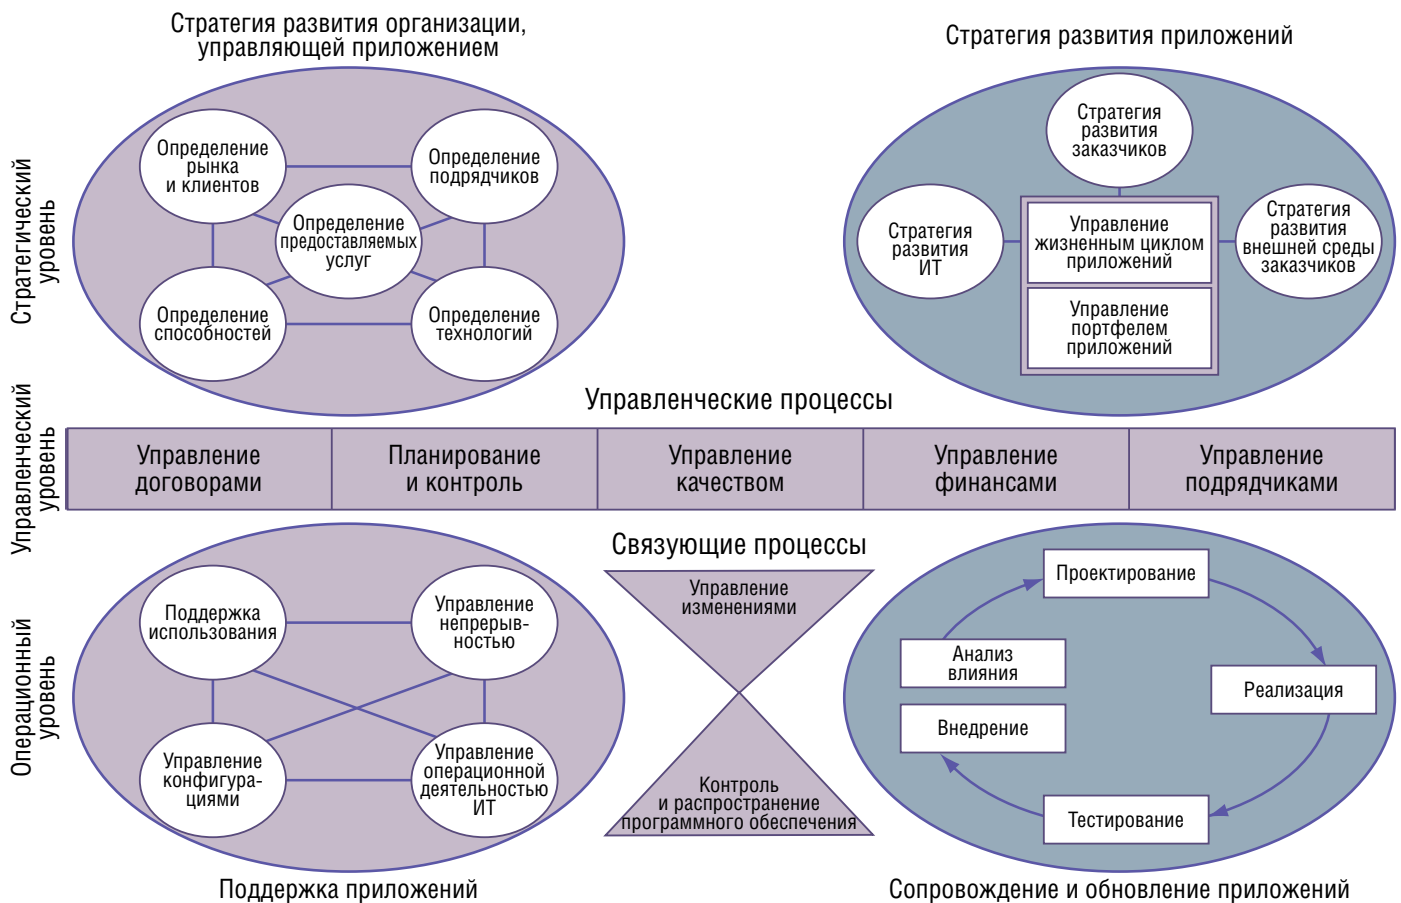 Стратегия развития организации,
управляющей приложением
Стратегия развития приложений
Стратегический
уровень
Определение
рынка
и клиентов
Определение
подрядчиков
Определение
предоставляемых
услуг
Определение
способностей
Определение
технологий
Стратегия
развития
заказчиков
Стратегия
развития
ИТ
Управление
жизненным циклом
приложений
Стратегия
развития
внешней среды
заказчиков
Управление
портфелем
приложений
Управленческий
уровень
Управленческие процессы
Управление
договорами
Планирование
и контроль
Управление
качеством
Управление
финансами
Управление
подрядчиками
Операционный
уровень
Поддержка
использования
Управление
непрерыв-
ностью
Управление
конфигура-
циями
Управление
операционной
деятельностью
ИТ
Поддержка приложений
Связующие процессы
Управление
изменениями
Контроль
и распространение
программного обеспечения
Проектирование
Анализ
влияния
Реализация
Внедрение
Тестирование
Сопровождение и обновление приложений